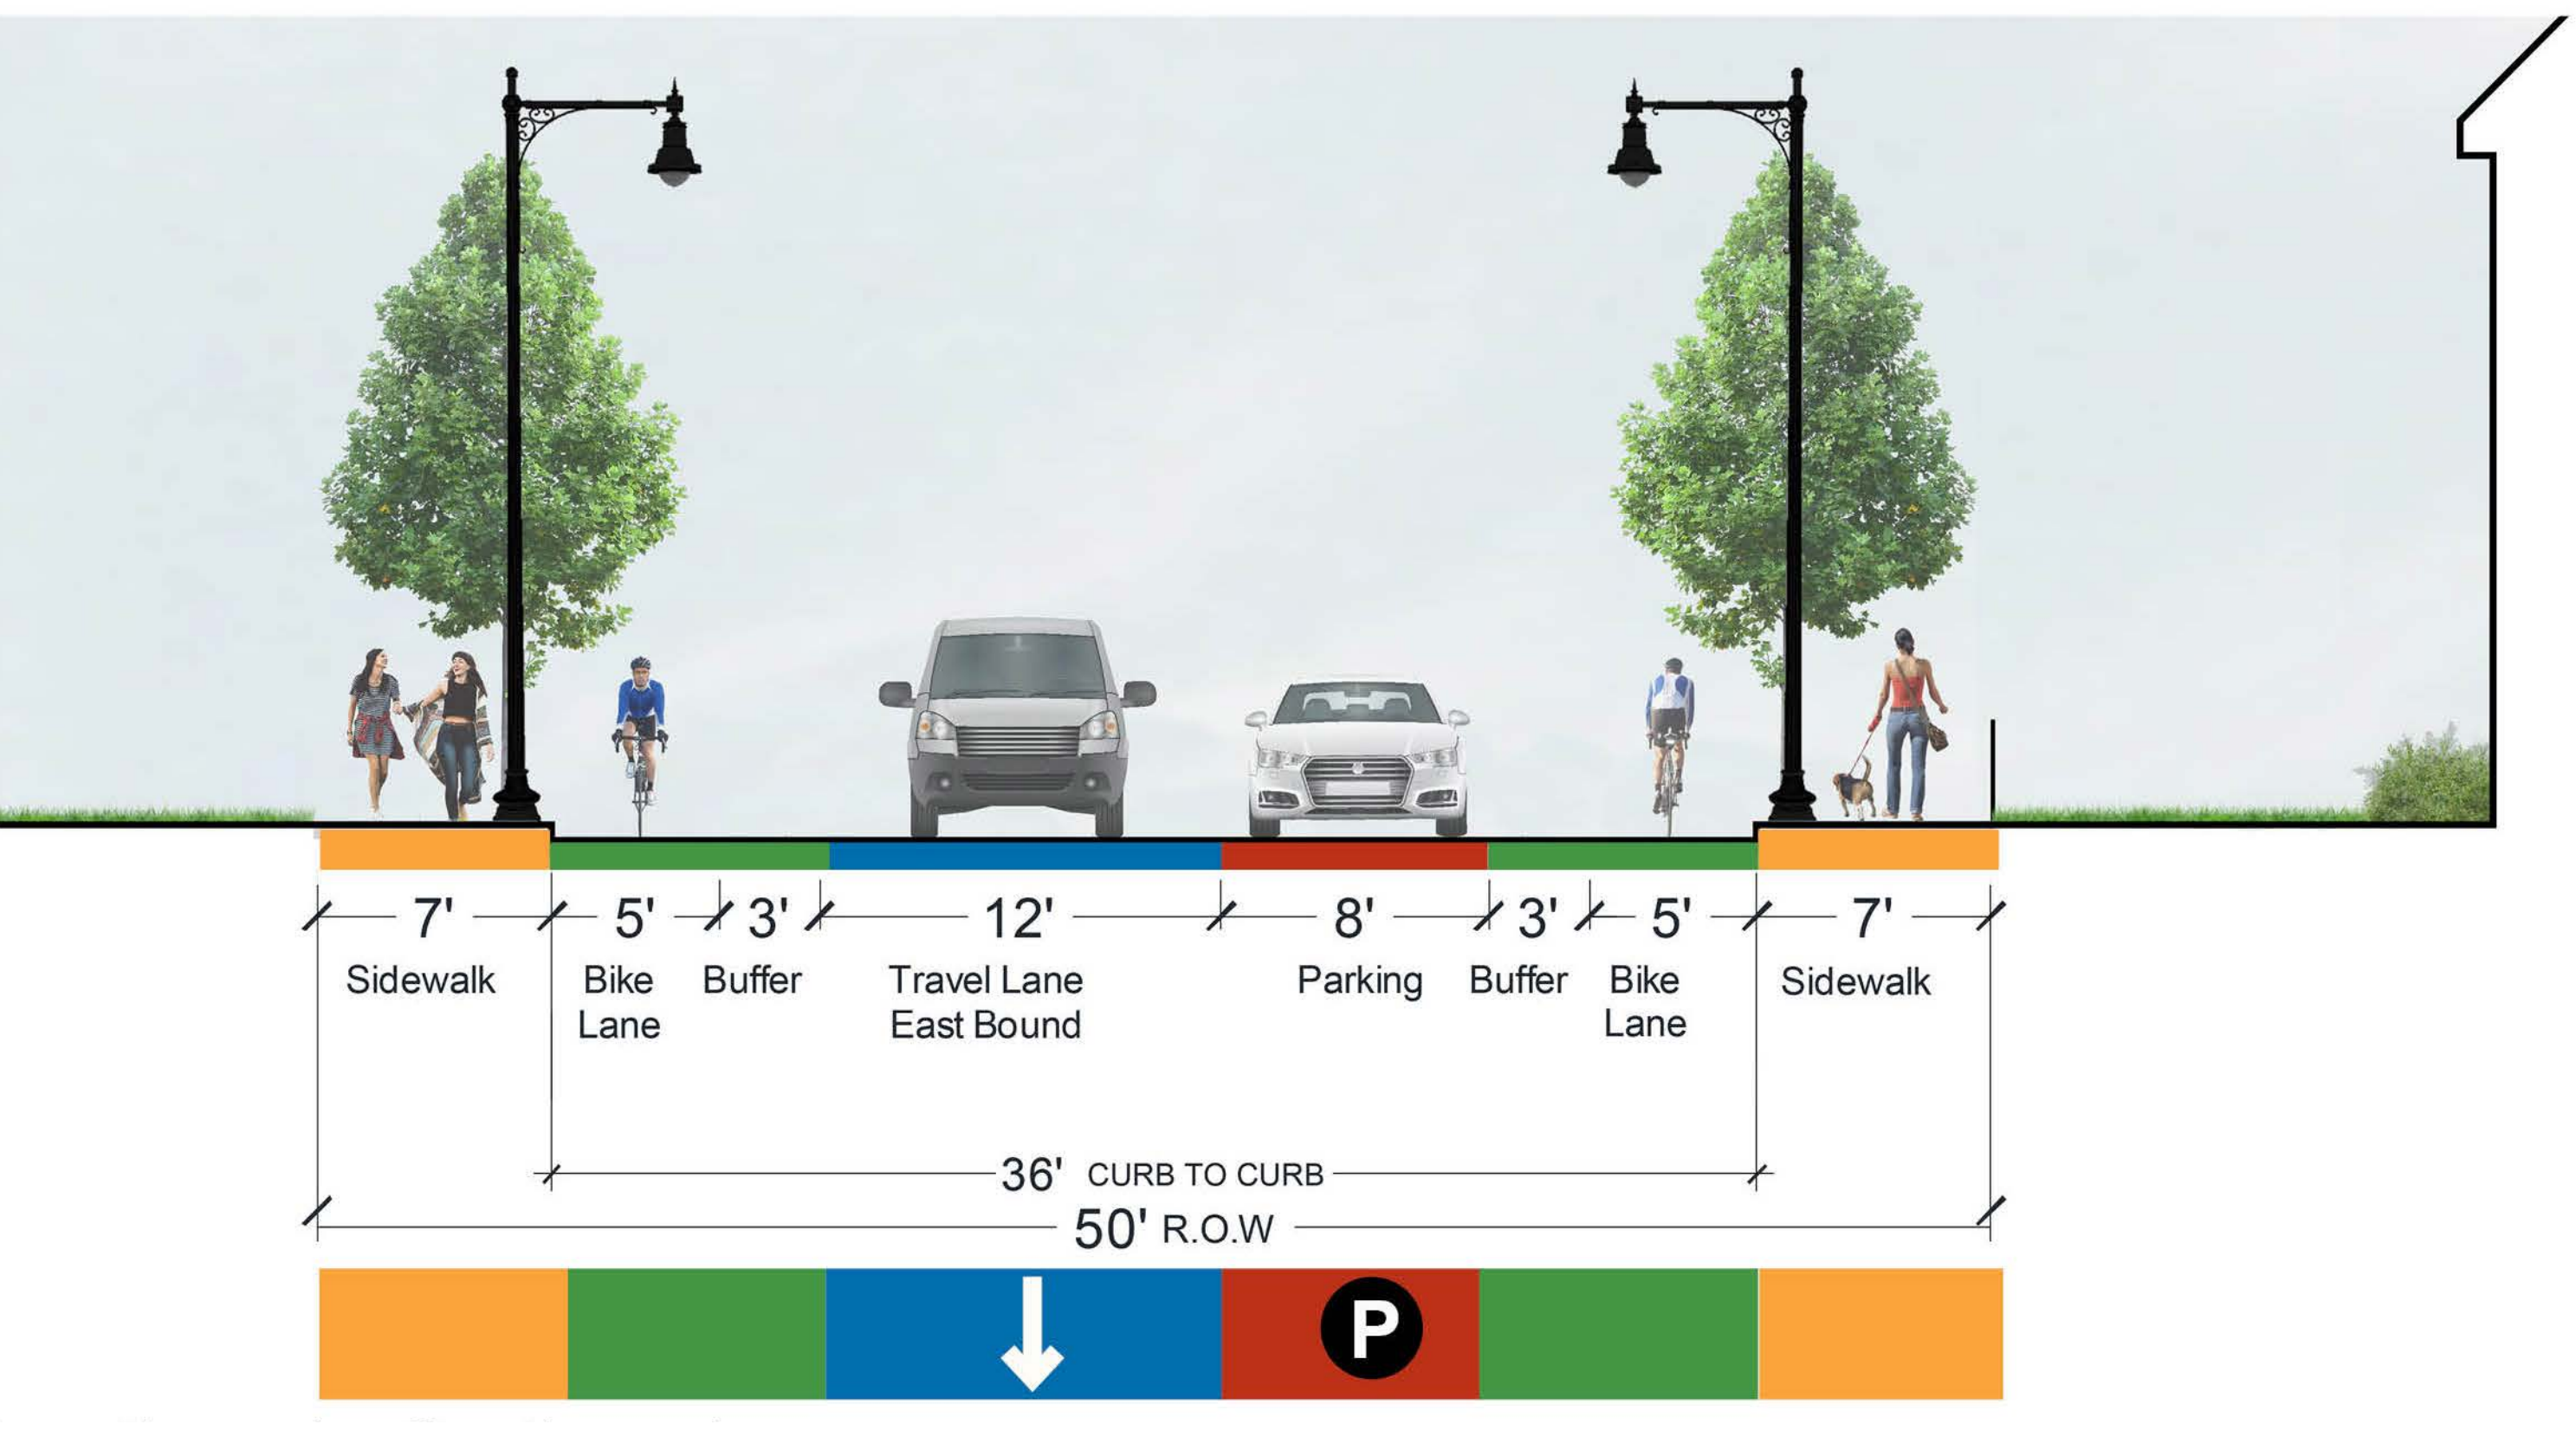 7' 5' 3' 12' 8' 3' 5' 7'
Sidewalk Bike Buffer Travel Lane Parking Buffer Bike Sidewalk
Lane East Bound Lane
36' CURB TO CURB
50' R.O.W
P